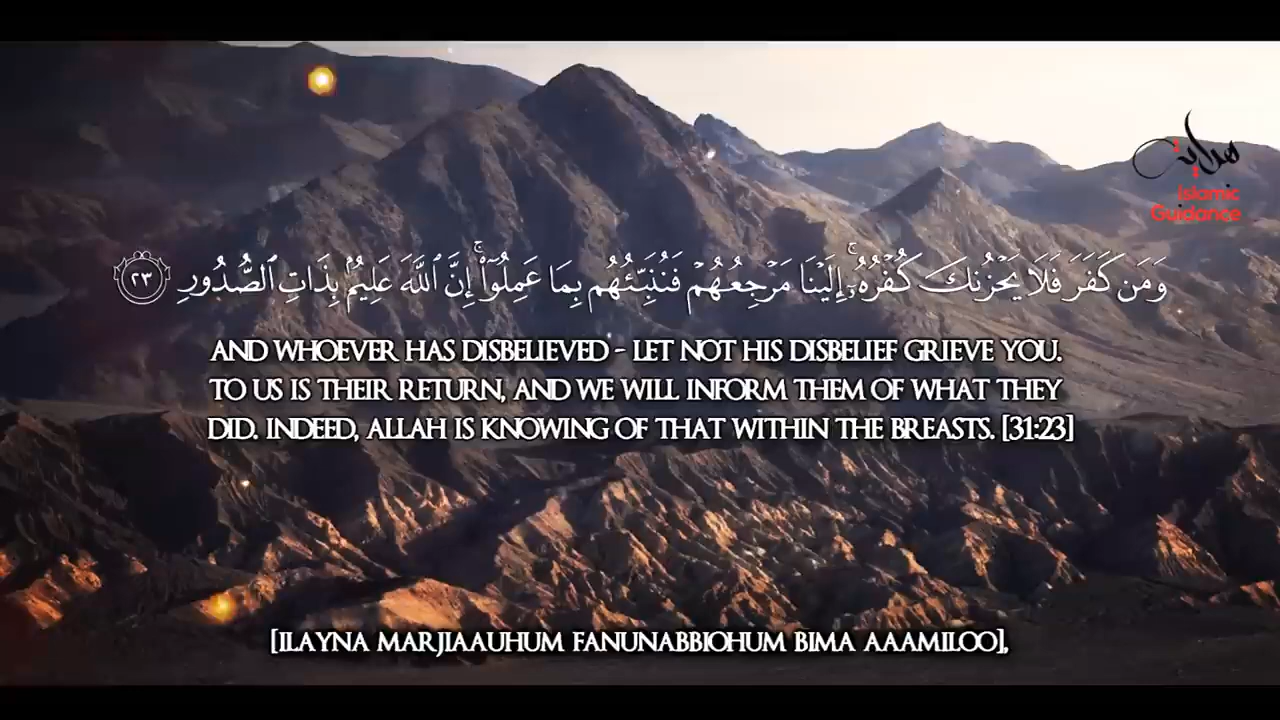 هداية
Islamic
Guidance
وَمَن كَفَرَ فَلَا يَحْزُنكَ كُفْرُهُۥٓ ۚ إِلَيْنَا مَرْجِعُهُمْ فَنُنَبِّئُهُم بِمَا عَمِلُوٓا۟ ۚ إِنَّ ٱللَّهَ عَلِيمٌۢ بِذَاتِ ٱلصُّدُورِ ٢٣
AND WHOEVER HAS DISBELIEVED - LET NOT HIS DISBELIEF GRIEVE YOU.
TO US IS THEIR RETURN, AND WE WILL INFORM THEM OF WHAT THEY
DID. INDEED, ALLAH IS KNOWING OF THAT WITHIN THE BREASTS. [31:23]
[ILAYNA MARJIAAUHUM FANUNABBIOHUM BIMA AAAMILOO],